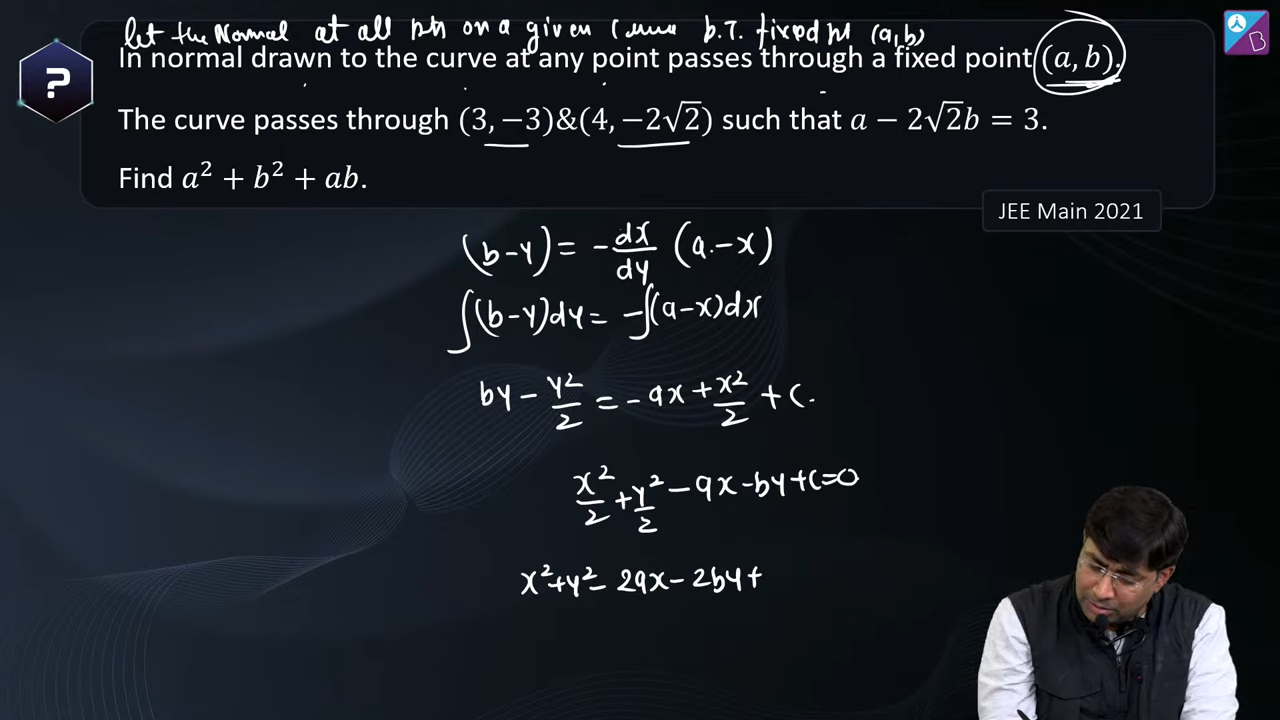 let the Normal at all pts on a given Curve p.T. fixed pt (a,b)
In normal drawn to the curve at any point passes through a fixed point (a, b).
?
The curve passes through (3, −3)&(4, −2√2) such that a − 2√2b = 3.
Find a² + b² + ab.
JEE Main 2021
(b-y) = -dx/dy (a-x)
∫(b-y)dy = -∫(a-x)dx
by - y²/2 = -ax + x²/2 + C.
x²/2 + y²/2 - ax - by + C = 0
x² + y² - 2ax - 2by +
B